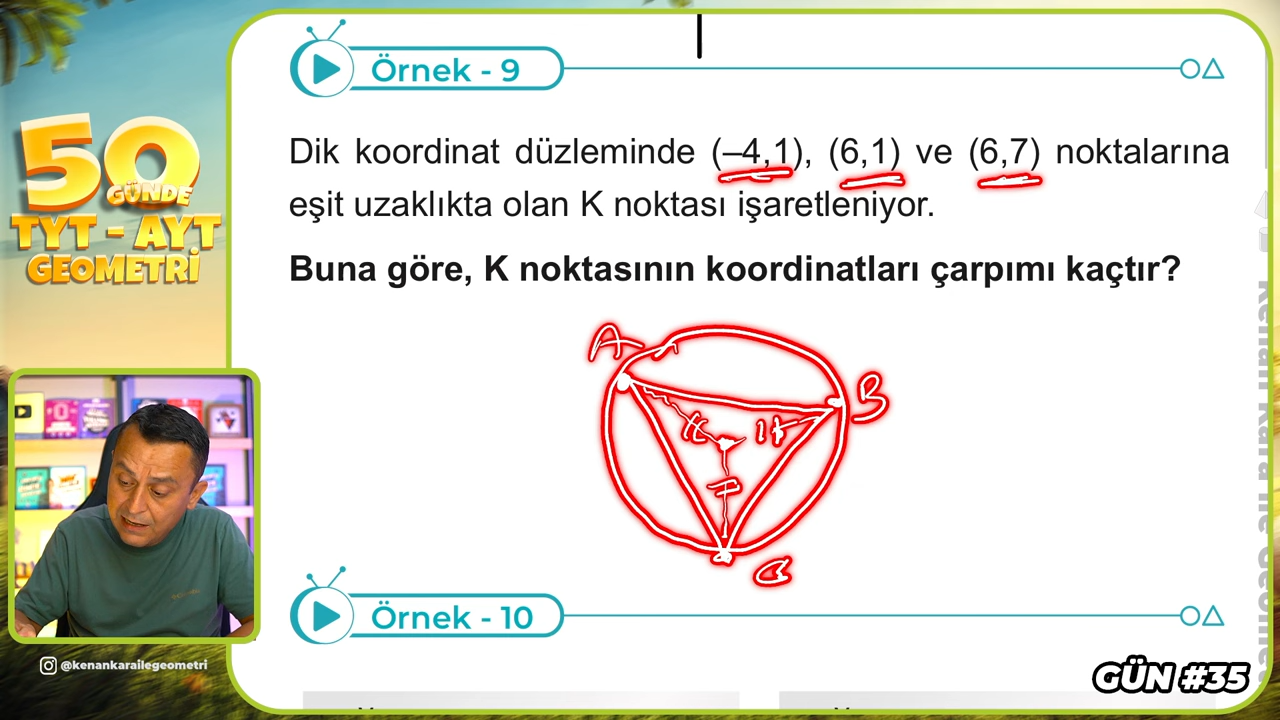 50
GÜNDE
TYT - AYT
GEOMETRİ
Örnek - 9
Dik koordinat düzleminde (–4,1), (6,1) ve (6,7) noktalarına
eşit uzaklıkta olan K noktası işaretleniyor.
Buna göre, K noktasının koordinatları çarpımı kaçtır?
A
B
C
Örnek - 10
@kenankarailegeometri
GÜN #35